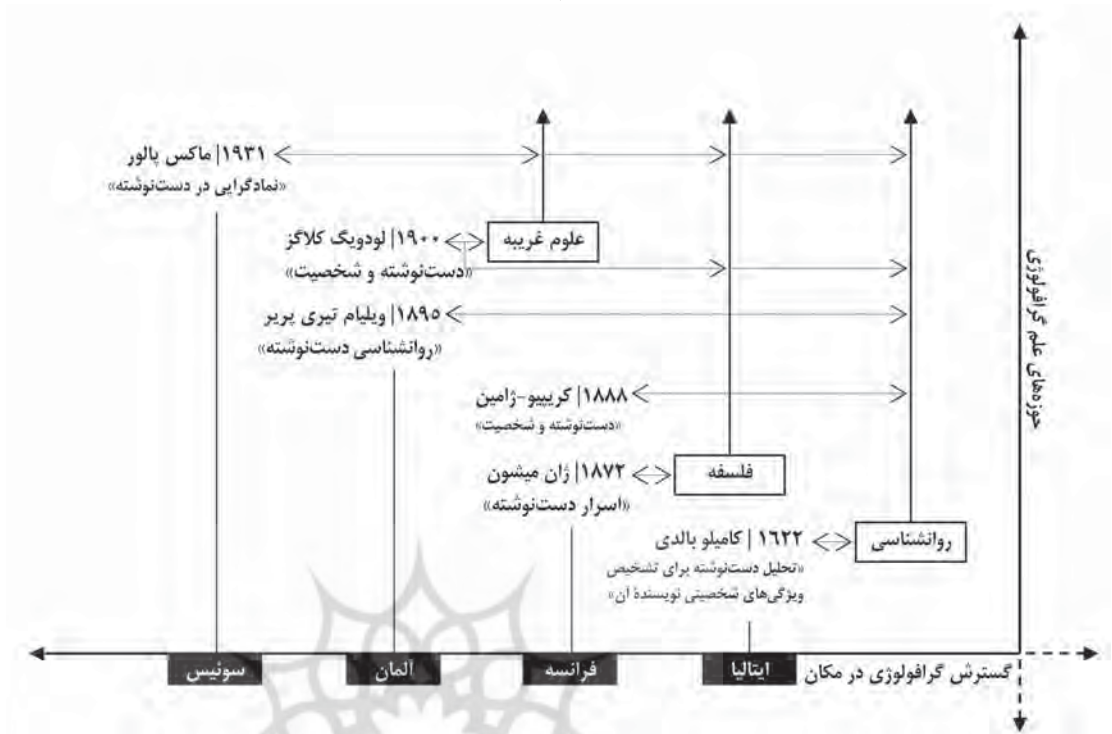 ۱۹۳۱| ماکس پالور
«نمادگرایی در دست‌نوشته»
علوم غریبه
۱۹۰۰| لودویگ کلاگز
«دست‌نوشته و شخصیت»
۱۸۹۵| ویلیام تیری پریر
«روانشناسی دست‌نوشته»
۱۸۸۸| کریپیو-ژامین
«دست‌نوشته و شخصیت»
فلسفه
۱۸۷۲| ژان میشون
«اسرار دست‌نوشته»
روانشناسی
۱۶۲۲ | کامیلو بالدی
«تحلیل دست‌نوشته برای تشخیص
ویژگی‌های شخصیتی نویسندهٔ آن»
حوزه‌های علم گرافولوژی
گسترش گرافولوژی در مکان
ایتالیا
فرانسه
آلمان
سوئیس